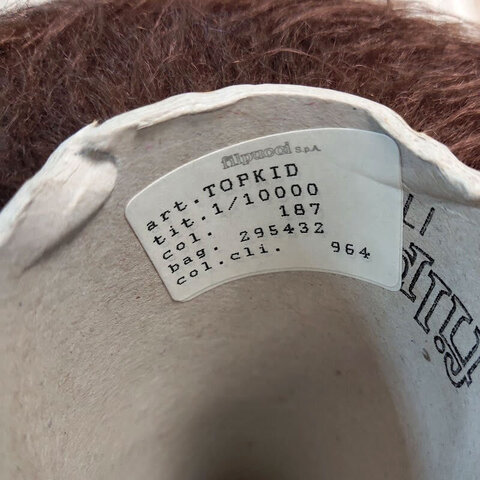 filpucci S.p.A.
art.TOPKID
tit.1/10000
col. 187
bag. 295432
col.cli. 964